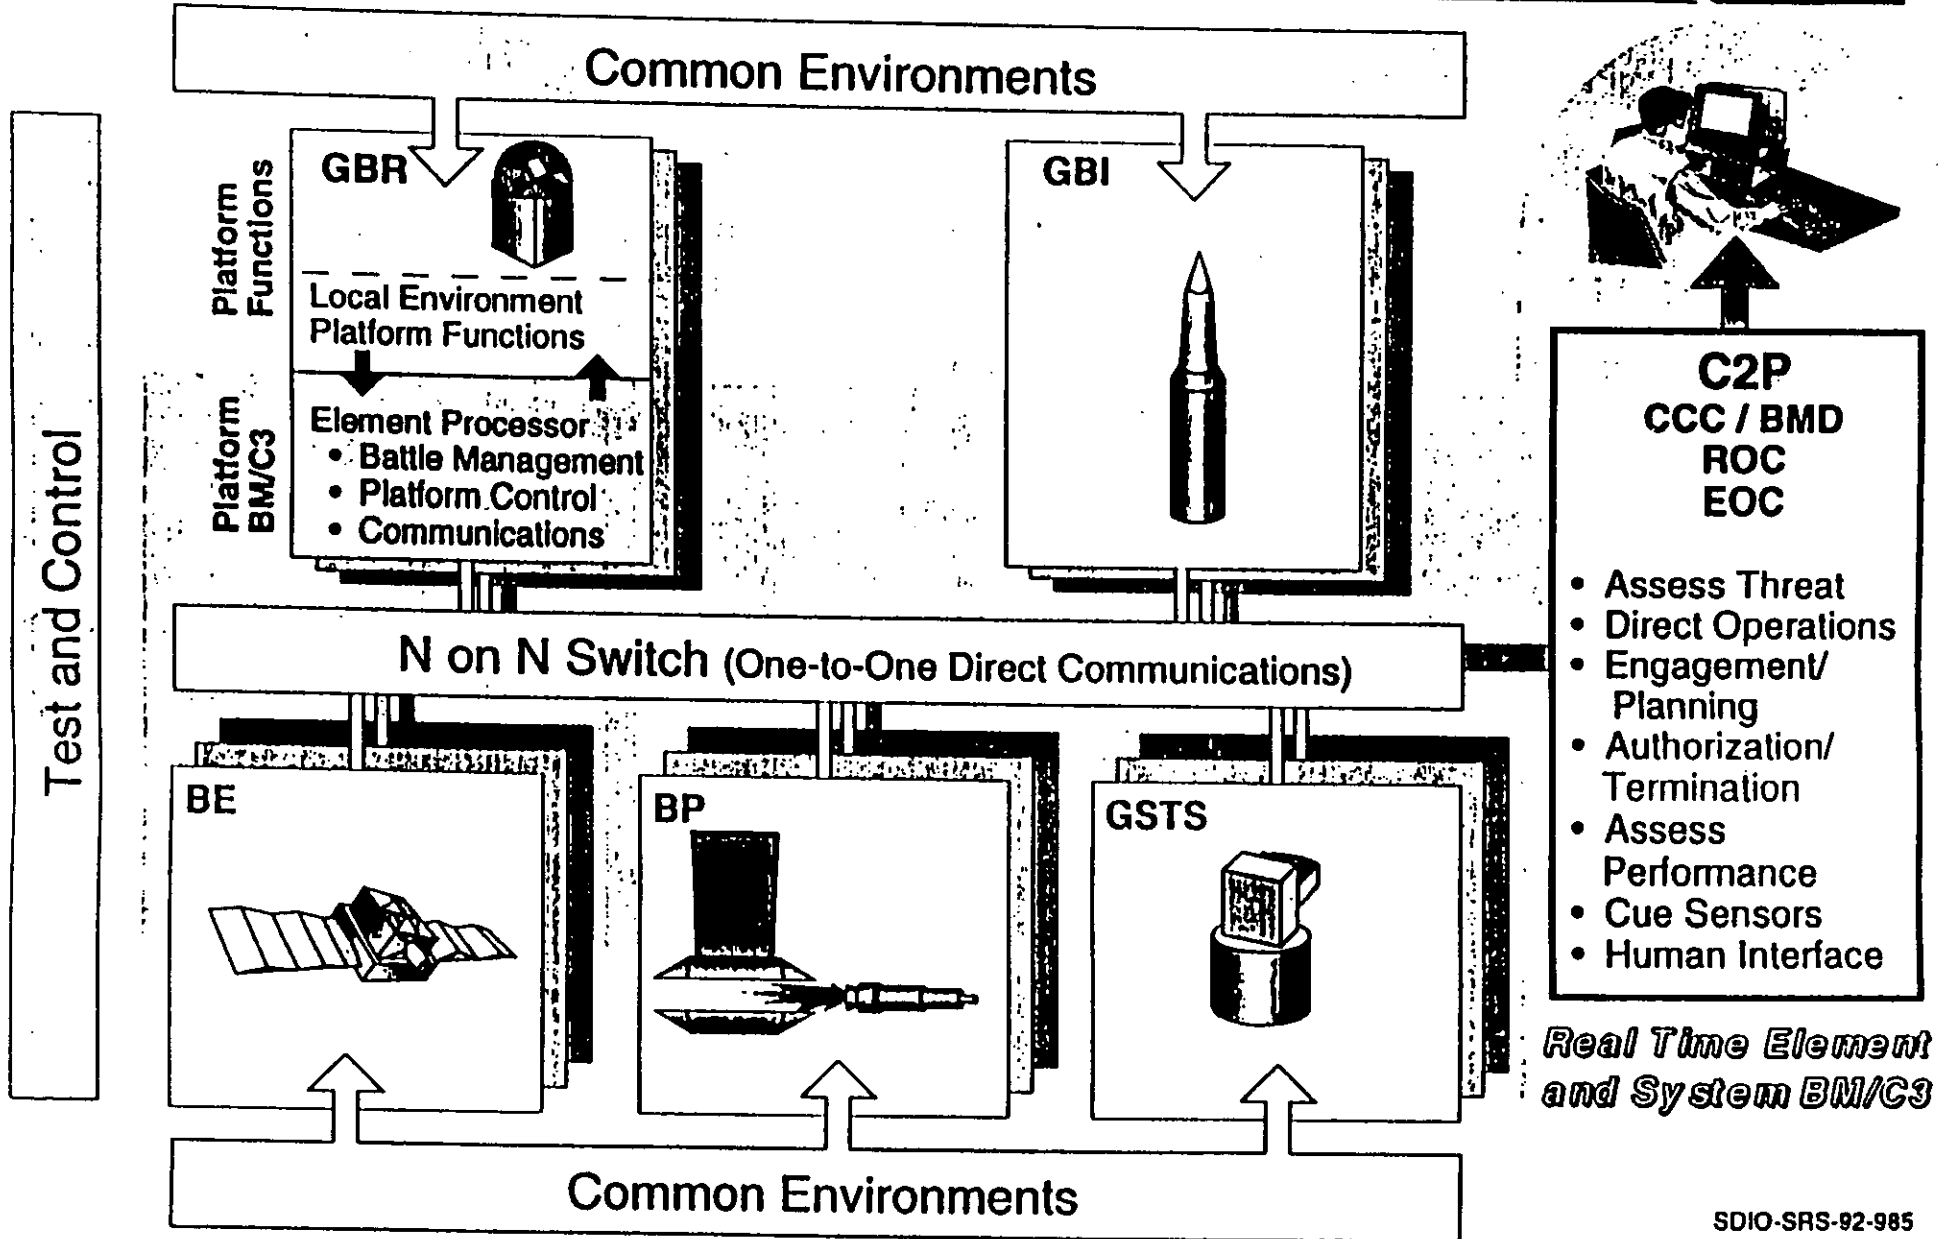 Common Environments
Test and Control
Platform
Functions
GBR
Local Environment
Platform Functions
Platform
BM/C3
Element Processor
• Battle Management
• Platform Control
• Communications
GBI
N on N Switch (One-to-One Direct Communications)
BE
BP
GSTS
Common Environments
C2P
CCC / BMD
ROC
EOC
• Assess Threat
• Direct Operations
• Engagement/
Planning
• Authorization/
Termination
• Assess
Performance
• Cue Sensors
• Human Interface
Real Time Element
and System BM/C3
SDIO-SRS-92-985